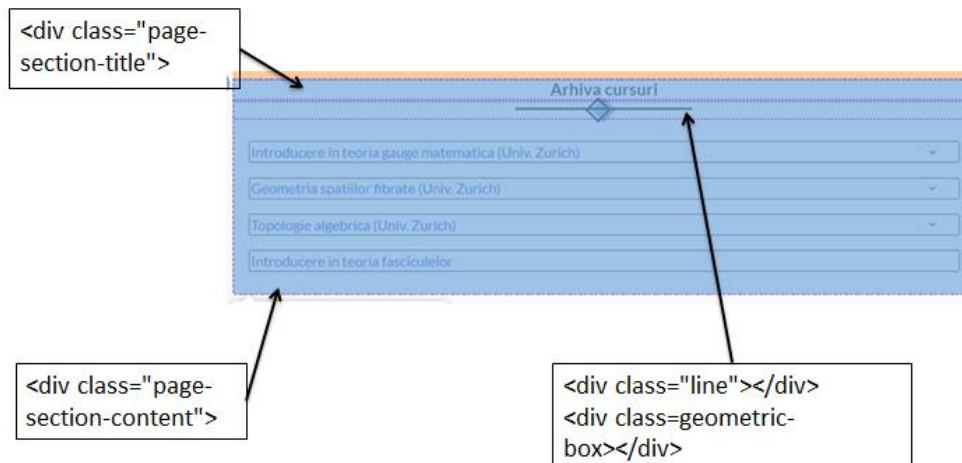 <div class="page-
section-title">
Arhiva cursuri
Introducere in teoria gauge matematica (Univ. Zurich)
Geometria spatiilor fibrate (Univ. Zurich)
Topologie algebrica (Univ. Zurich)
Introducere in teoria fasciculelor
<div class="page-
section-content">
<div class="line"></div>
<div class=geometric-
box></div>